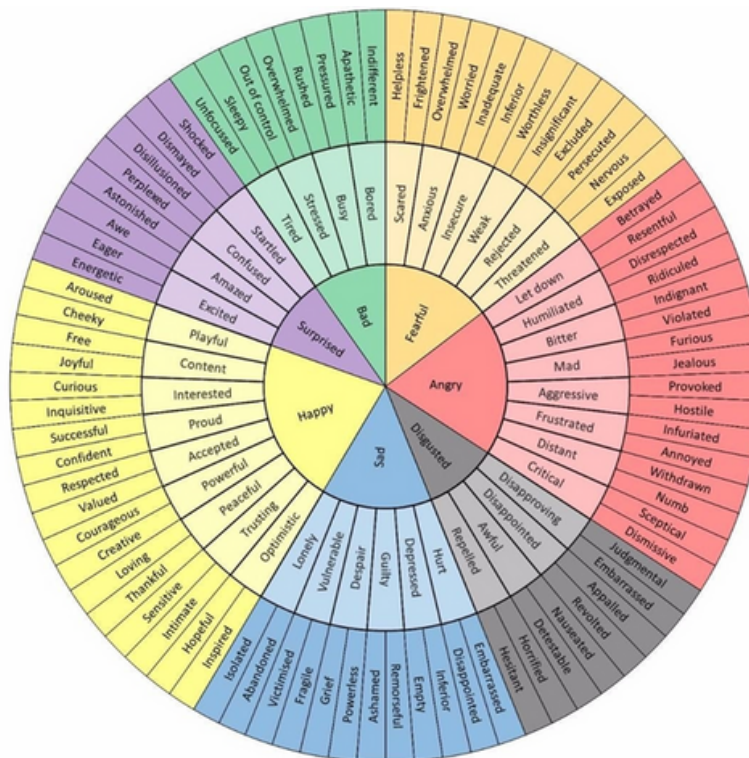 Fearful
Angry
Disgusted
Sad
Happy
Surprised
Bad
Scared
Anxious
Insecure
Weak
Rejected
Threatened
Let down
Humiliated
Bitter
Mad
Aggressive
Frustrated
Distant
Critical
Disapproving
Disappointed
Awful
Repelled
Hurt
Depressed
Guilty
Despair
Vulnerable
Lonely
Optimistic
Trusting
Peaceful
Powerful
Accepted
Proud
Interested
Content
Playful
Excited
Amazed
Confused
Startled
Tired
Stressed
Busy
Bored
Helpless
Frightened
Overwhelmed
Worried
Inadequate
Inferior
Worthless
Insignificant
Excluded
Persecuted
Nervous
Exposed
Betrayed
Resentful
Disrespected
Ridiculed
Indignant
Violated
Furious
Jealous
Provoked
Hostile
Infuriated
Annoyed
Withdrawn
Numb
Sceptical
Dismissive
Judgmental
Embarrassed
Appalled
Revolted
Nauseated
Detestable
Horrified
Hesitant
Embarrassed
Disappointed
Inferior
Empty
Remorseful
Ashamed
Powerless
Grief
Fragile
Victimised
Abandoned
Isolated
Inspired
Hopeful
Intimate
Sensitive
Thankful
Loving
Creative
Courageous
Valued
Respected
Confident
Successful
Inquisitive
Curious
Joyful
Free
Cheeky
Aroused
Energetic
Eager
Awe
Astonished
Perplexed
Disillusioned
Dismayed
Shocked
Unfocussed
Sleepy
Out of control
Overwhelmed
Rushed
Pressured
Apathetic
Indifferent